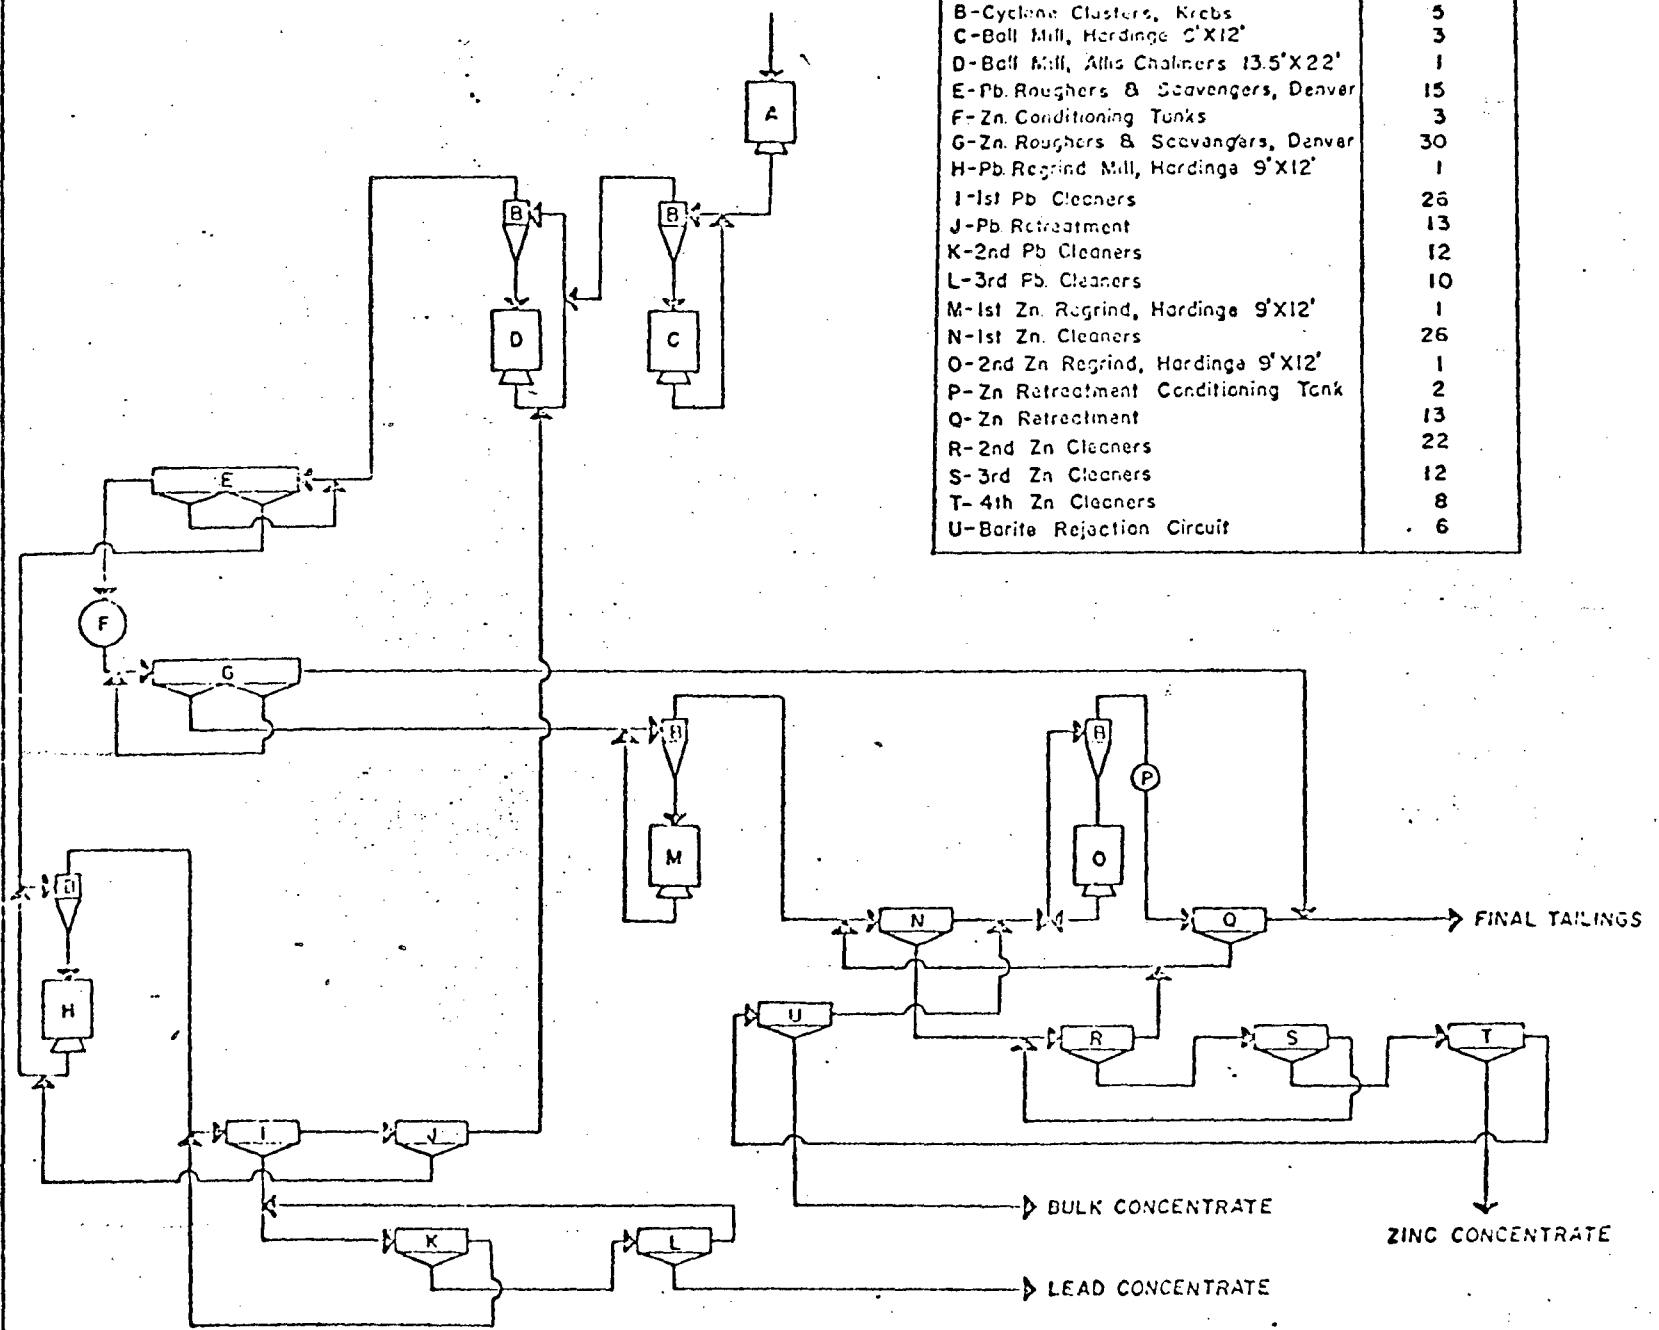 B-Cyclone Clusters, Krebs 5
C-Ball Mill, Hardinge 9'X12' 3
D-Ball Mill, Allis Chalmers 13.5'X22' 1
E-Pb. Roughers & Scavengers, Denver 15
F-Zn. Conditioning Tanks 3
G-Zn. Roughers & Scavangers, Denver 30
H-Pb. Regrind Mill, Hardinge 9'X12' 1
I-1st Pb Cleaners 26
J-Pb. Retreatment 13
K-2nd Pb Cleaners 12
L-3rd Pb. Cleaners 10
M-1st Zn. Regrind, Hardinge 9'X12' 1
N-1st Zn. Cleaners 26
O-2nd Zn Regrind, Hardinge 9'X12' 1
P-Zn Retreatment Conditioning Tank 2
Q-Zn Retreatment 13
R-2nd Zn Cleaners 22
S-3rd Zn Cleaners 12
T-4th Zn Cleaners 8
U-Barite Rejection Circuit 6
A
B
B
D
C
E
F
G
B
B
P
M
O
B
N
Q
FINAL TAILINGS
H
U
R
S
T
I
J
BULK CONCENTRATE
ZINC CONCENTRATE
K
L
LEAD CONCENTRATE